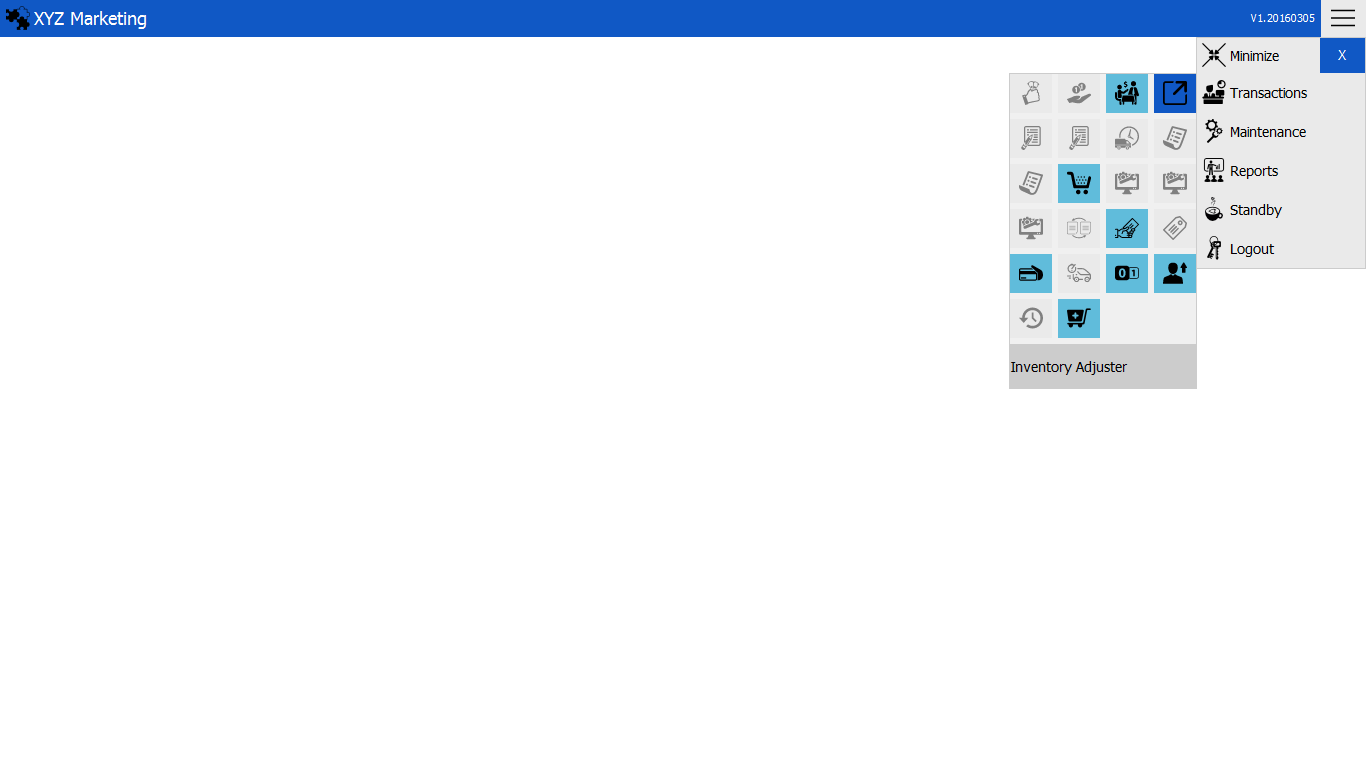 XYZ Marketing
V1.20160305
Minimize
X
Transactions
Maintenance
Reports
Standby
Logout
Inventory Adjuster